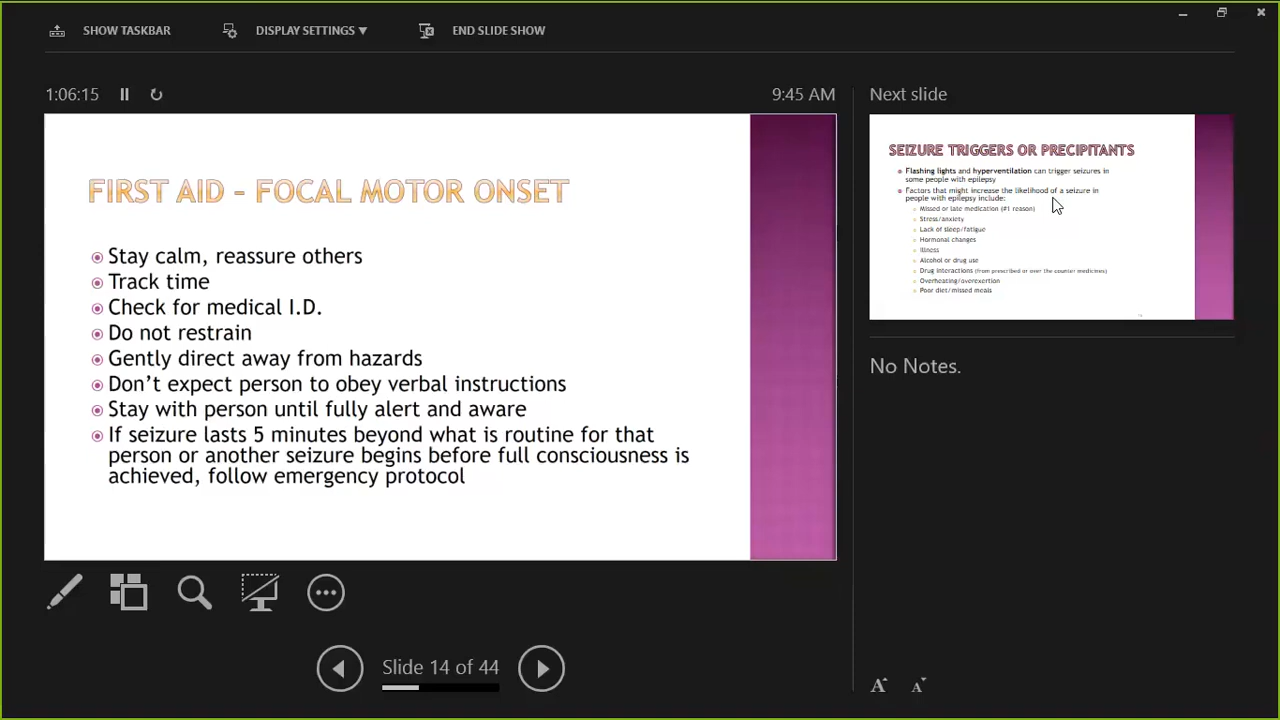 SHOW TASKBAR
DISPLAY SETTINGS ▼
END SLIDE SHOW
1:06:15
9:45 AM
FIRST AID – FOCAL MOTOR ONSET
Stay calm, reassure others
Track time
Check for medical I.D.
Do not restrain
Gently direct away from hazards
Don't expect person to obey verbal instructions
Stay with person until fully alert and aware
If seizure lasts 5 minutes beyond what is routine for that
person or another seizure begins before full consciousness is
achieved, follow emergency protocol
Slide 14 of 44
Next slide
SEIZURE TRIGGERS OR PRECIPITANTS
Flashing lights and hyperventilation can trigger seizures in
some people with epilepsy
Factors that might increase the likelihood of a seizure in
people with epilepsy include:
Missed or late medication (#1 reason)
Stress/anxiety
Lack of sleep/fatigue
Hormonal changes
Illness
Alcohol or drug use
Drug interactions (from prescribed or over the counter medicines)
Overheating/overexertion
Poor diet/missed meals
No Notes.
A A